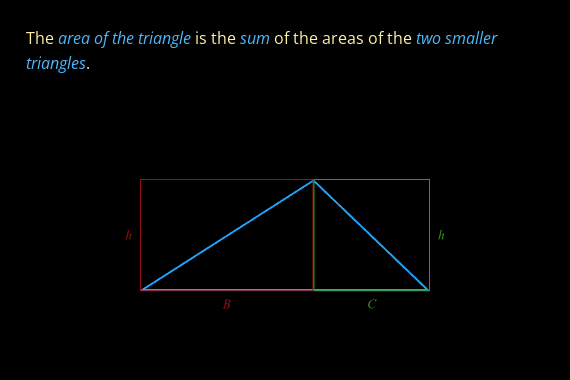 The area of the triangle is the sum of the areas of the two smaller
triangles.
h
h
B
C